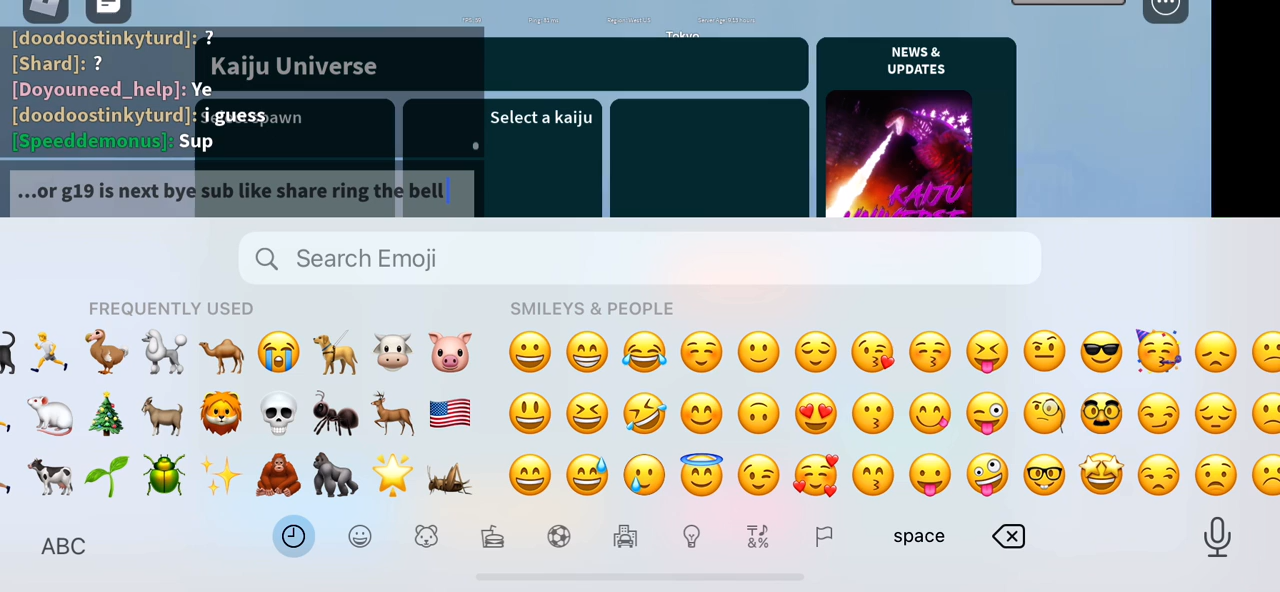 Tokyo
[doodoostinkyturd]: ?
[Shard]: ?
[Doyouneed_help]: Ye
[doodoostinkyturd]: i guess
[Speeddemonus]: Sup
...or g19 is next bye sub like share ring the bell
Kaiju Universe
Select a kaiju
NEWS &
UPDATES
KAIJU
UNIVERSE
Search Emoji
FREQUENTLY USED
SMILEYS & PEOPLE
ABC
space